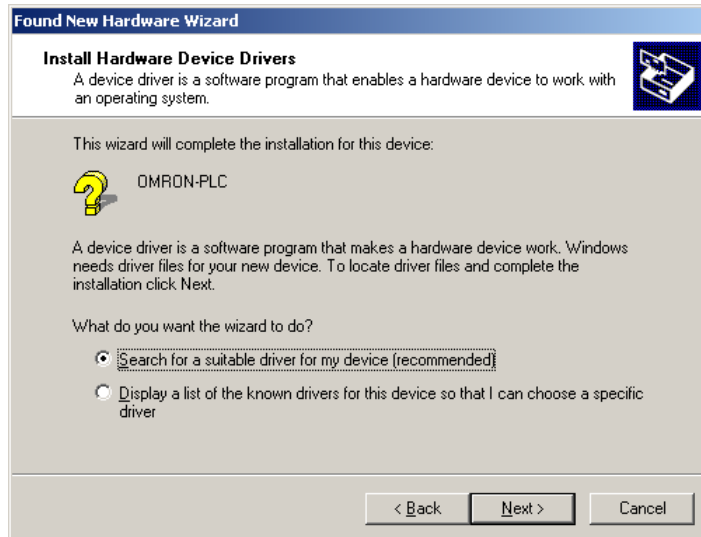 Found New Hardware Wizard
Install Hardware Device Drivers
A device driver is a software program that enables a hardware device to work with
an operating system.
This wizard will complete the installation for this device:
OMRON-PLC
A device driver is a software program that makes a hardware device work. Windows
needs driver files for your new device. To locate driver files and complete the
installation click Next.
What do you want the wizard to do?
Search for a suitable driver for my device (recommended)
Display a list of the known drivers for this device so that I can choose a specific
driver
< Back Next > Cancel